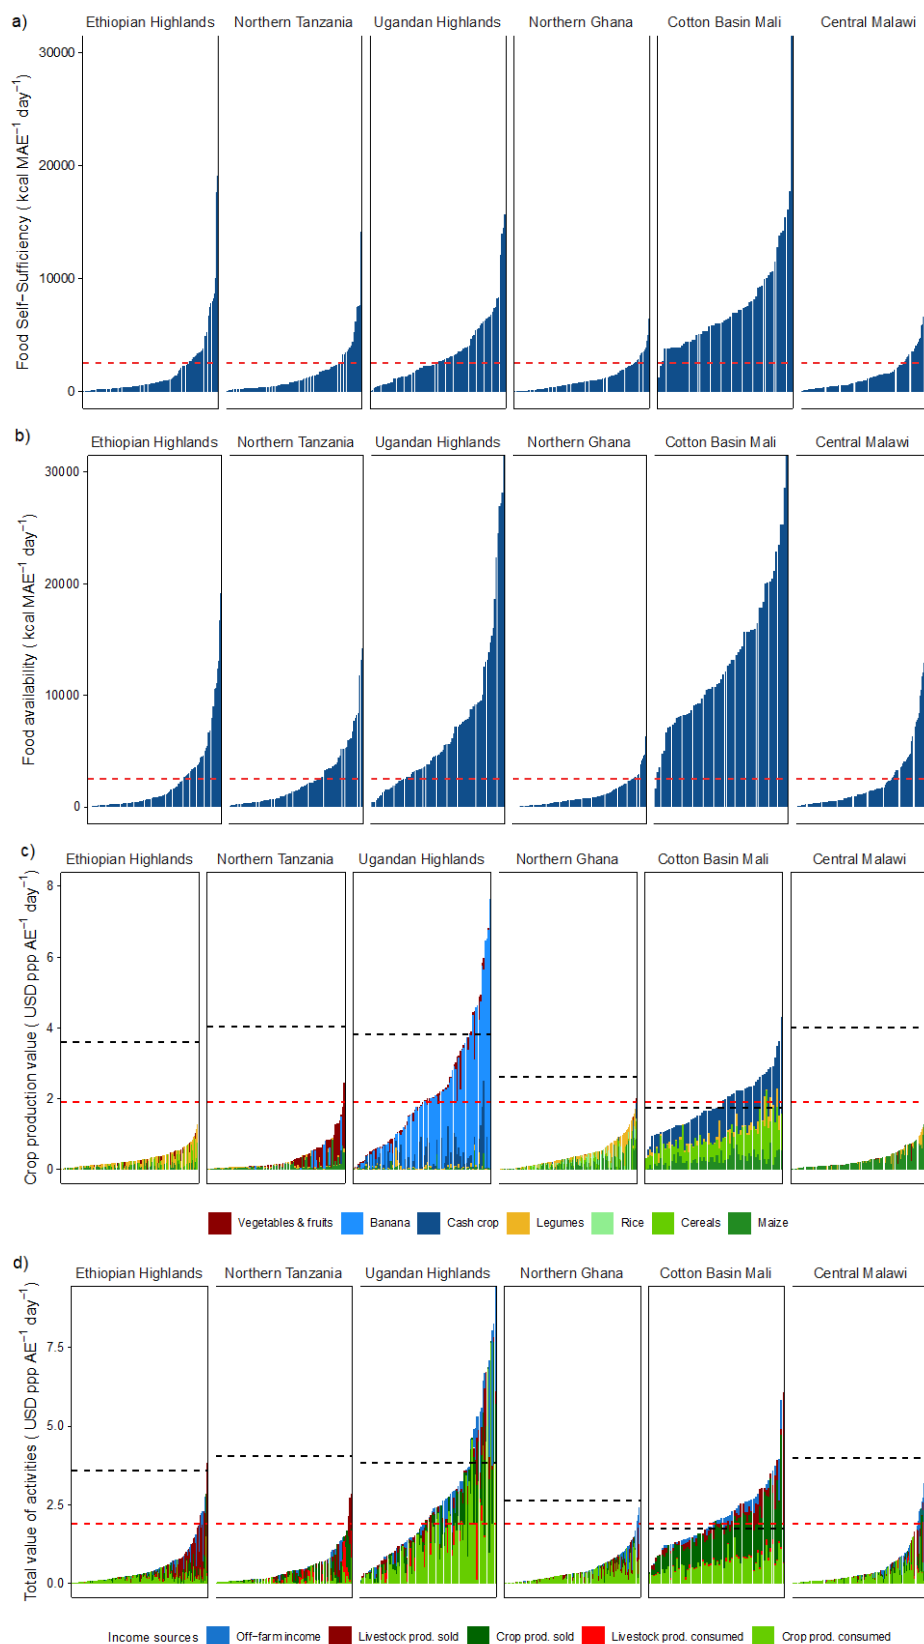 a)
Ethiopian Highlands Northern Tanzania Ugandan Highlands Northern Ghana Cotton Basin Mali Central Malawi
Food Self−Sufficiency ( kcal MAE−1 day−1)
30000
20000
10000
0
b)
Ethiopian Highlands Northern Tanzania Ugandan Highlands Northern Ghana Cotton Basin Mali Central Malawi
Food availability ( kcal MAE−1 day−1)
30000
20000
10000
0
c)
Ethiopian Highlands Northern Tanzania Ugandan Highlands Northern Ghana Cotton Basin Mali Central Malawi
Crop production value ( USD ppp AE−1 day−1)
8
6
4
2
0
Vegetables & fruits Banana Cash crop Legumes Rice Cereals Maize
d)
Ethiopian Highlands Northern Tanzania Ugandan Highlands Northern Ghana Cotton Basin Mali Central Malawi
Total value of activities ( USD ppp AE−1 day−1)
7.5
5.0
2.5
0.0
Income sources Off−farm income Livestock prod. sold Crop prod. sold Livestock prod. consumed Crop prod. consumed